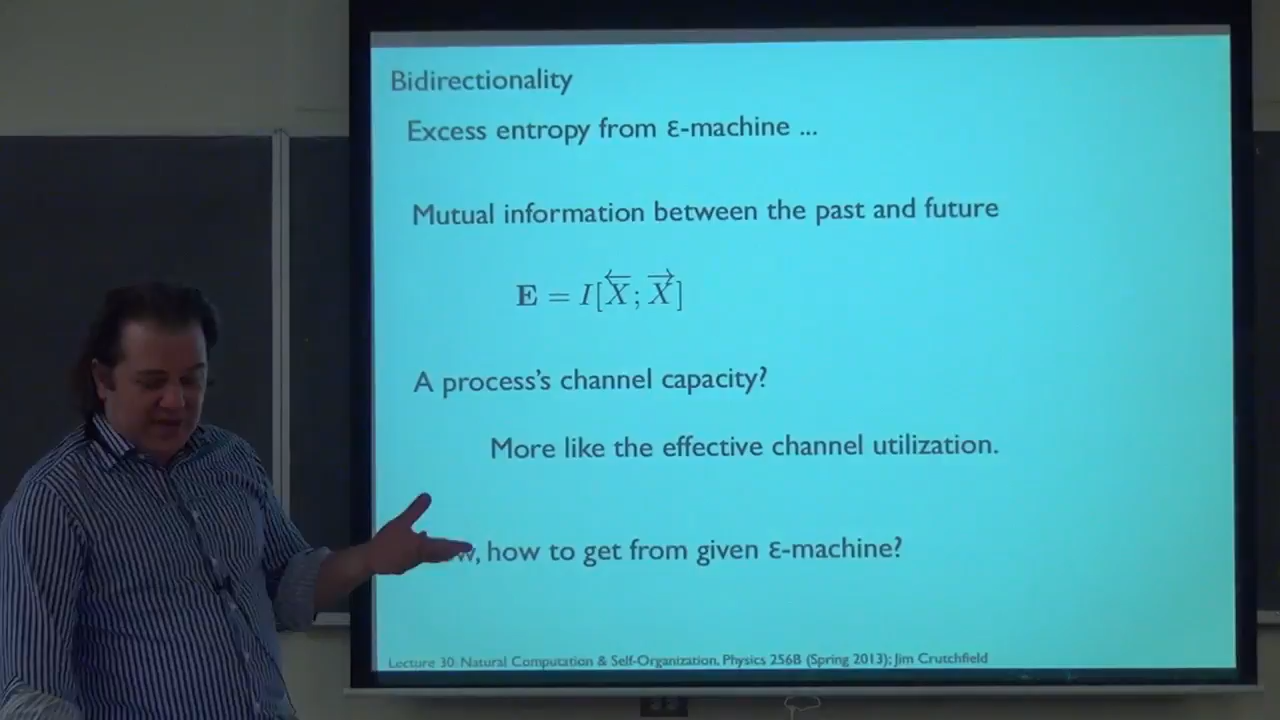 Bidirectionality
Excess entropy from ε-machine ...
Mutual information between the past and future
E = I[←X; →X]
A process's channel capacity?
More like the effective channel utilization.
how to get from given ε-machine?
Lecture 30: Natural Computation & Self-Organization, Physics 256B (Spring 2013); Jim Crutchfield